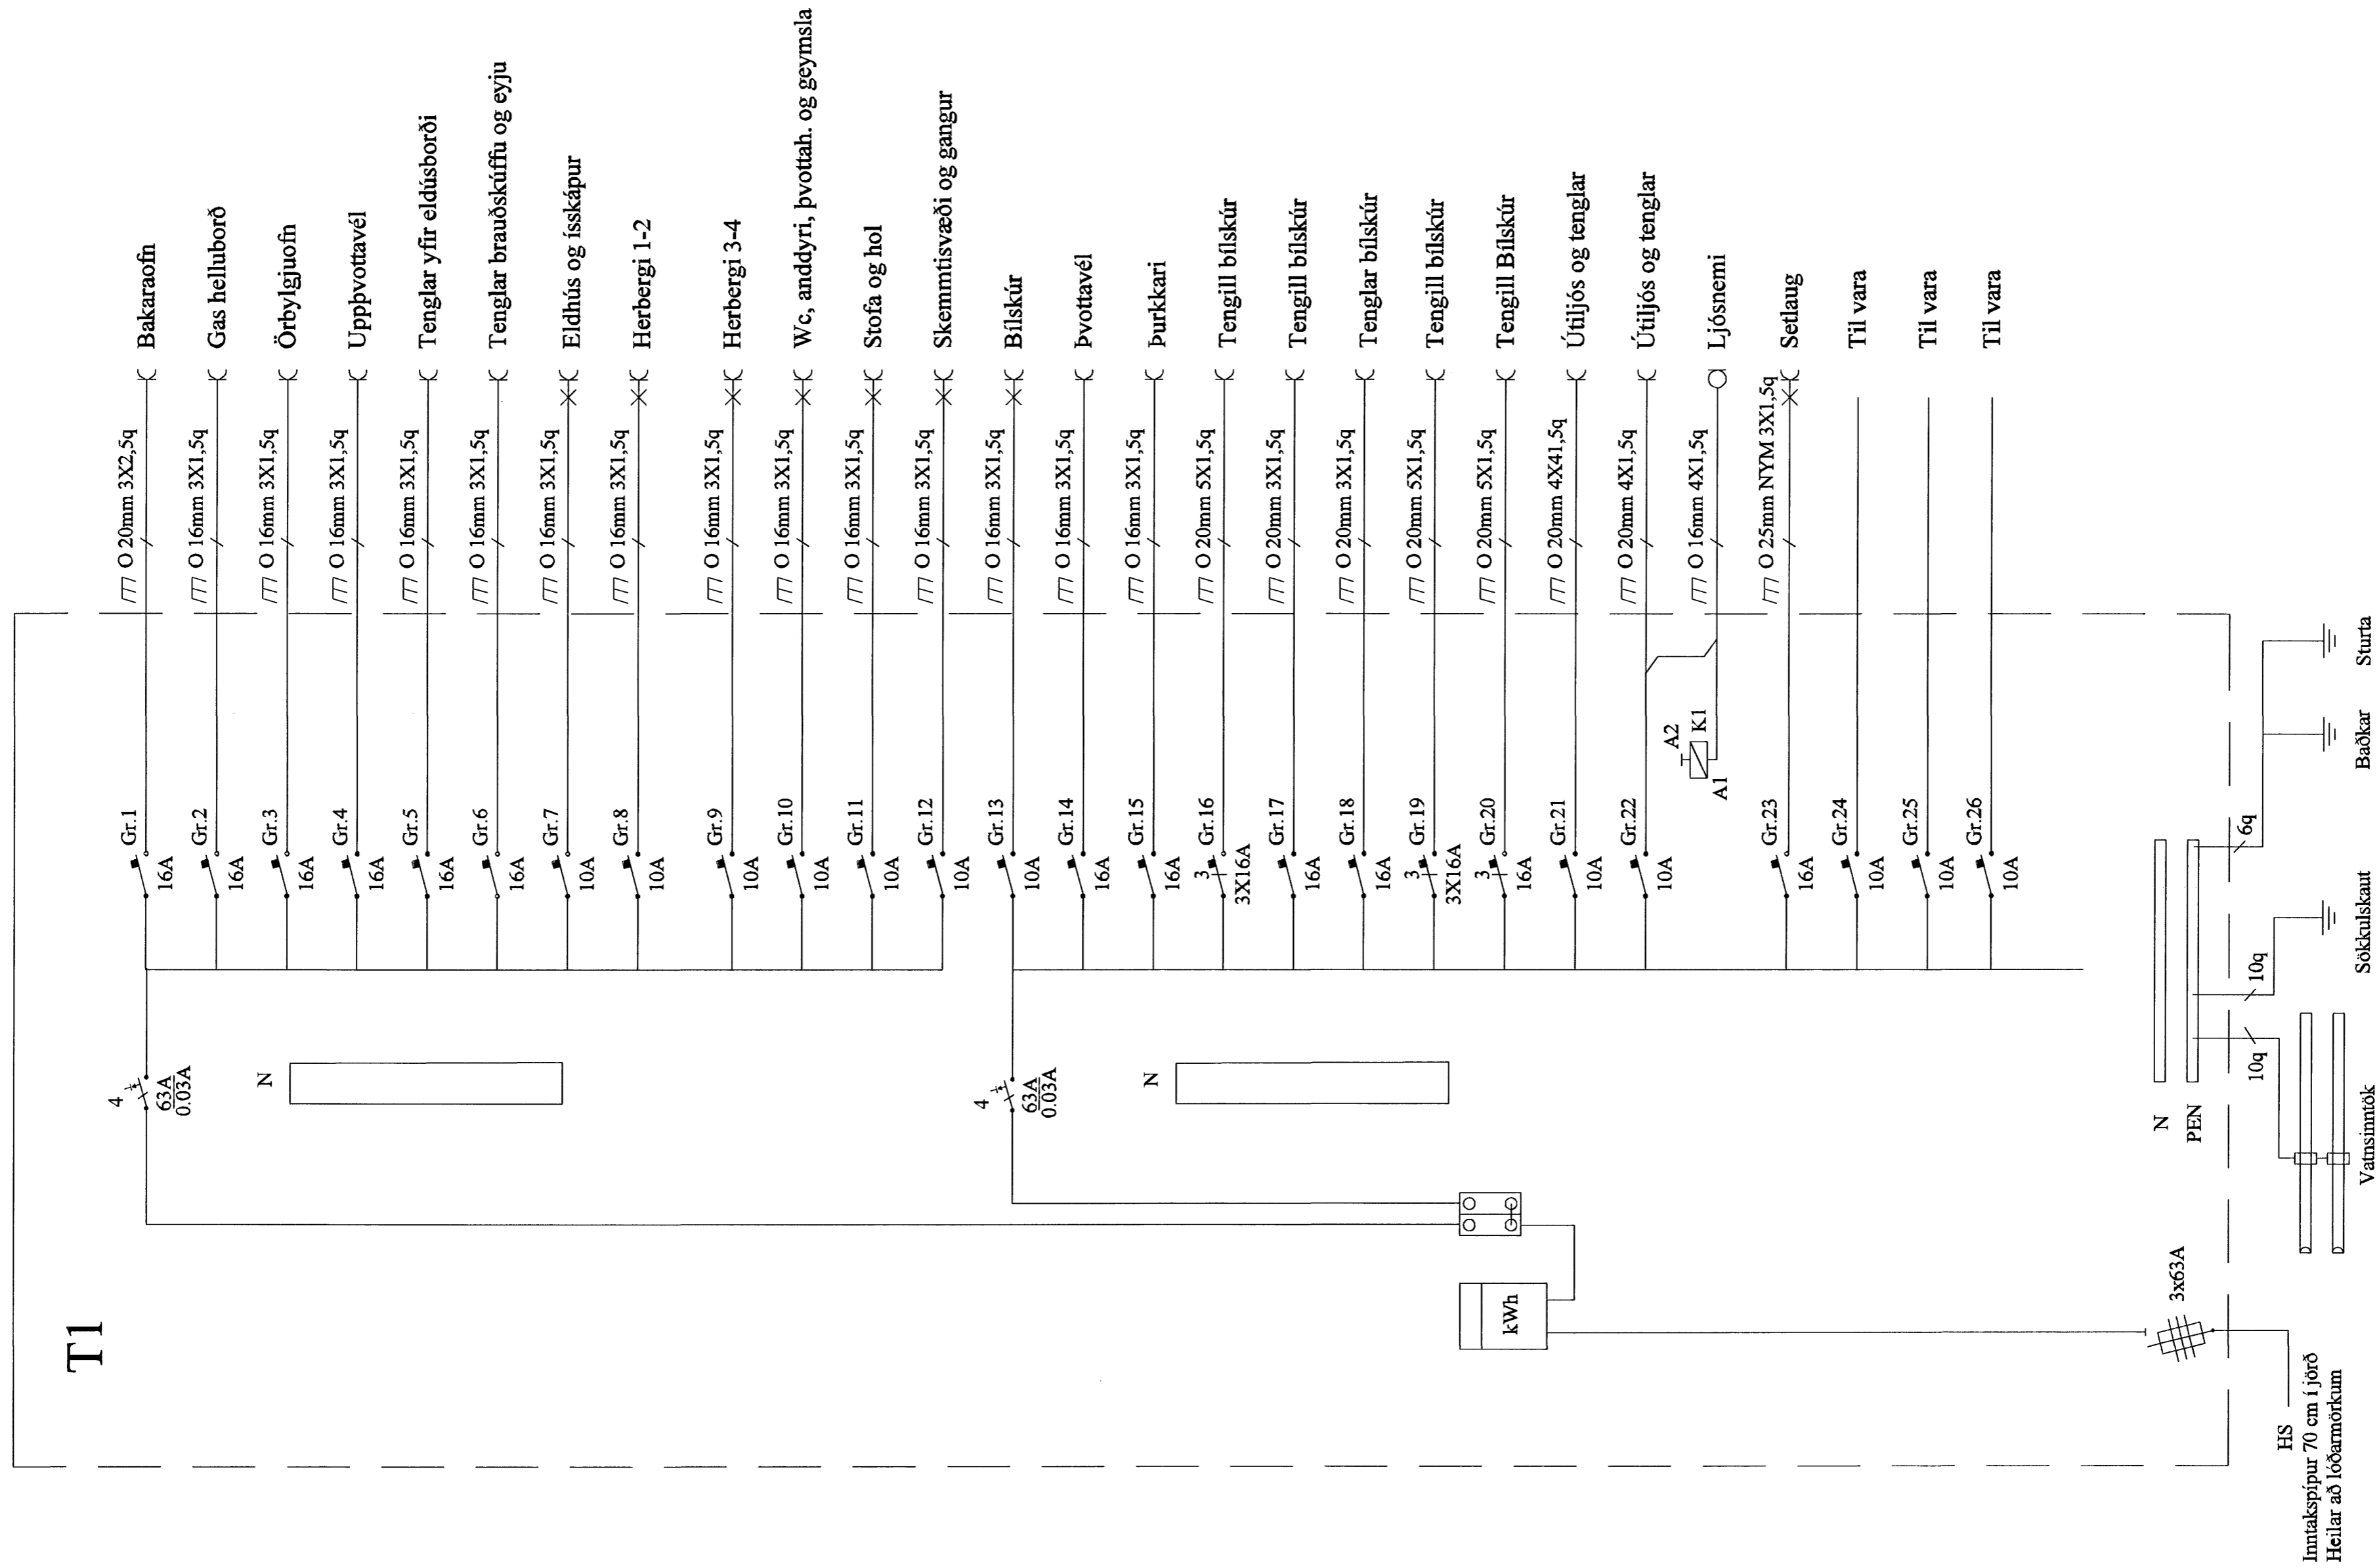 T1
Gr.1
16A
O 20mm 3X2,5q
Bakaraofn
Gr.2
16A
O 16mm 3X1,5q
Gas helluborð
Gr.3
16A
O 16mm 3X1,5q
Örbylgjuofn
Gr.4
16A
O 16mm 3X1,5q
Uppþvottavél
Gr.5
16A
O 16mm 3X1,5q
Tenglar yfir eldúsborði
Gr.6
16A
O 16mm 3X1,5q
Tenglar brauðskúffu og eyju
Gr.7
10A
O 16mm 3X1,5q
Eldhús og ísskápur
Gr.8
10A
O 16mm 3X1,5q
Herbergi 1-2
Gr.9
10A
O 16mm 3X1,5q
Herbergi 3-4
Gr.10
10A
O 16mm 3X1,5q
Wc, anddyri, þvottah. og geymsla
Gr.11
10A
O 16mm 3X1,5q
Stofa og hol
Gr.12
10A
O 16mm 3X1,5q
Skemmtisvæði og gangur
4
63A
0.03A
N
Gr.13
10A
O 16mm 3X1,5q
Bílskúr
Gr.14
16A
O 16mm 3X1,5q
Þvottavél
Gr.15
16A
O 16mm 3X1,5q
Þurkkari
Gr.16
3
3X16A
O 20mm 5X1,5q
Tengill bílskúr
Gr.17
16A
O 20mm 3X1,5q
Tengill bílskúr
Gr.18
16A
O 20mm 3X1,5q
Tenglar bílskúr
Gr.19
3
3X16A
O 20mm 5X1,5q
Tengill bílskúr
Gr.20
3
16A
O 20mm 5X1,5q
Tengill Bílskúr
Gr.21
10A
O 20mm 4X41,5q
Útiljós og tenglar
Gr.22
10A
O 20mm 4X1,5q
Útiljós og tenglar
A2
K1
A1
O 16mm 4X1,5q
Ljósnemi
Gr.23
16A
O 25mm NYM 3X1,5q
Setlaug
Gr.24
10A
Til vara
Gr.25
10A
Til vara
Gr.26
10A
Til vara
4
63A
0.03A
N
kWh
3x63A
HS
Inntakspípur 70 cm í jörð
Heilar að lóðarmörkum
N
PEN
10q
10q
6q
Vatnsinntök
Sökkulskaut
Baðkar
Sturta